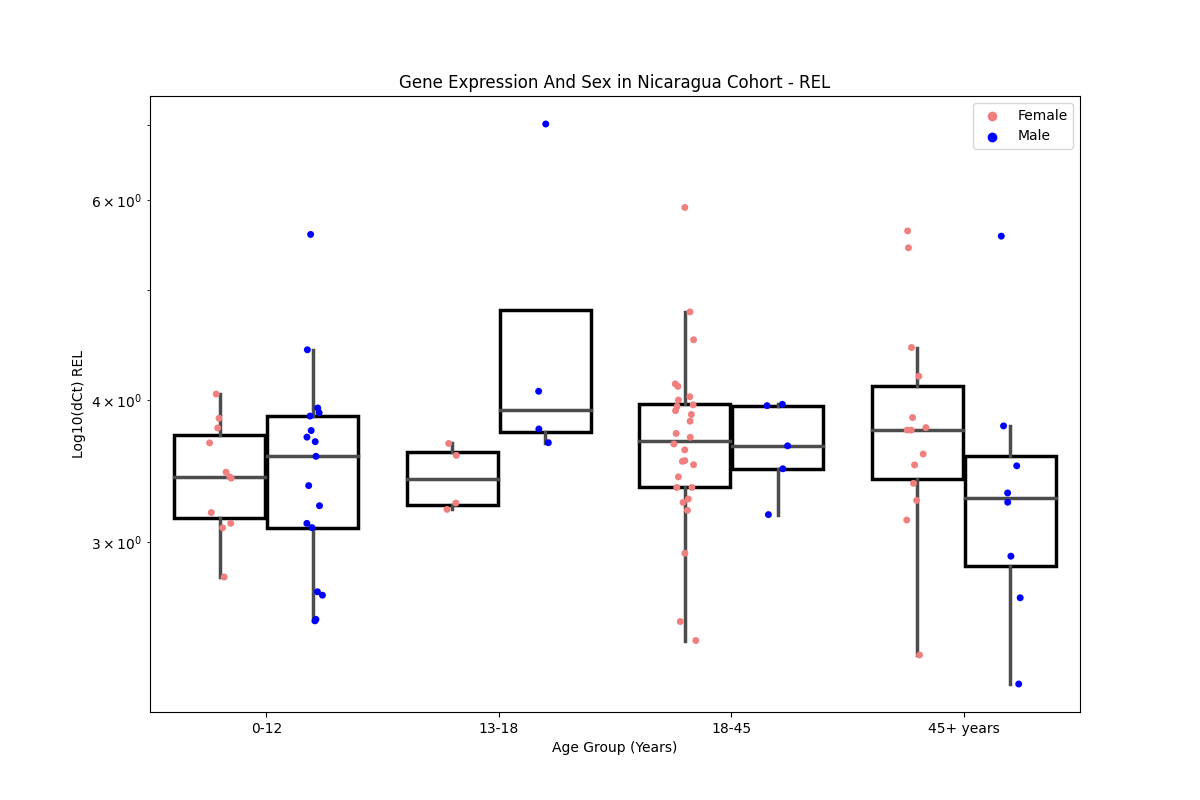 Gene Expression And Sex in Nicaragua Cohort - REL
Female
Male
6 × 10⁰
4 × 10⁰
3 × 10⁰
Log10(dCt) REL
0-12
13-18
18-45
45+ years
Age Group (Years)